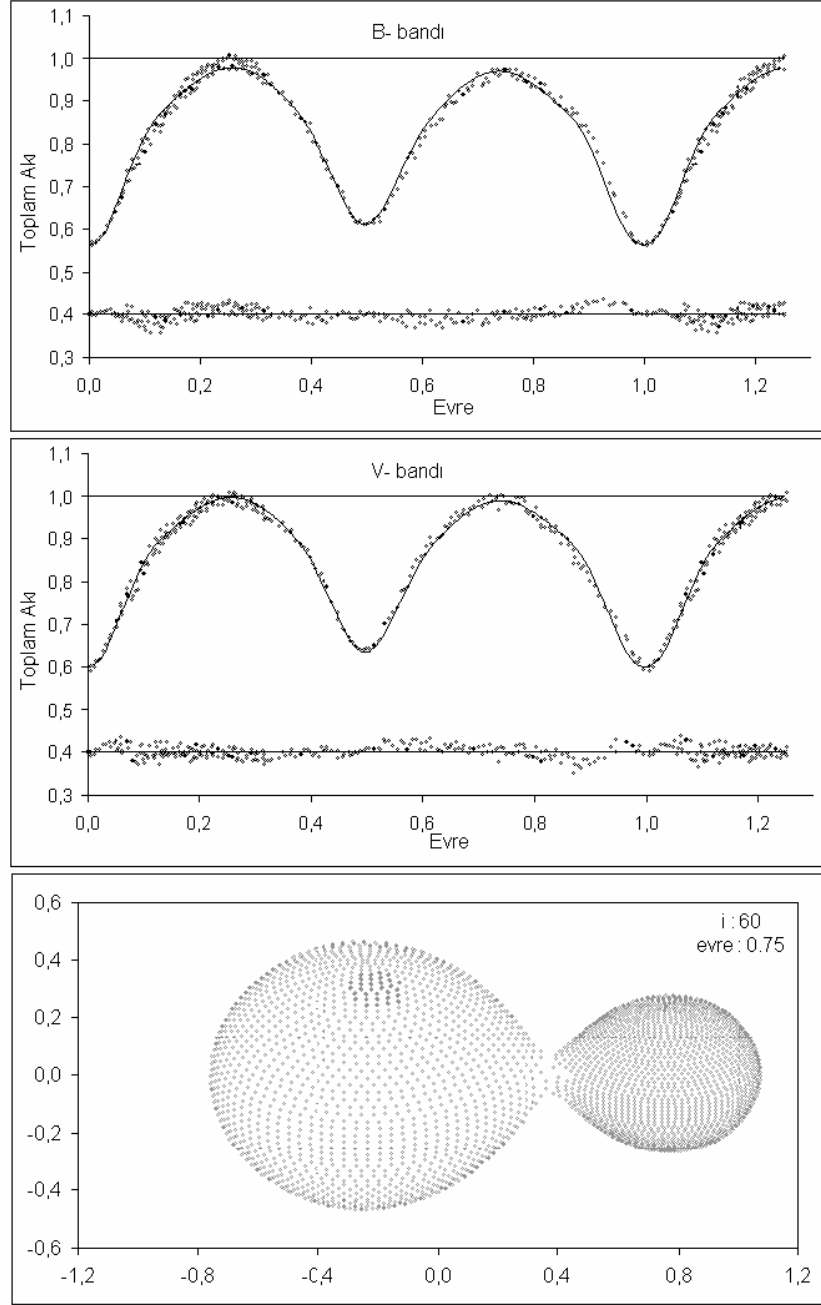 B- bandı
1,1
1,0
0,9
0,8
0,7
0,6
0,5
0,4
0,3
Toplam Akı
0,0 0,2 0,4 0,6 0,8 1,0 1,2
Evre
V- bandı
1,1
1,0
0,9
0,8
0,7
0,6
0,5
0,4
0,3
Toplam Akı
0,0 0,2 0,4 0,6 0,8 1,0 1,2
Evre
i : 60
evre : 0.75
0,6
0,4
0,2
0,0
-0,2
-0,4
-0,6
-1,2 -0,8 -0,4 0,0 0,4 0,8 1,2